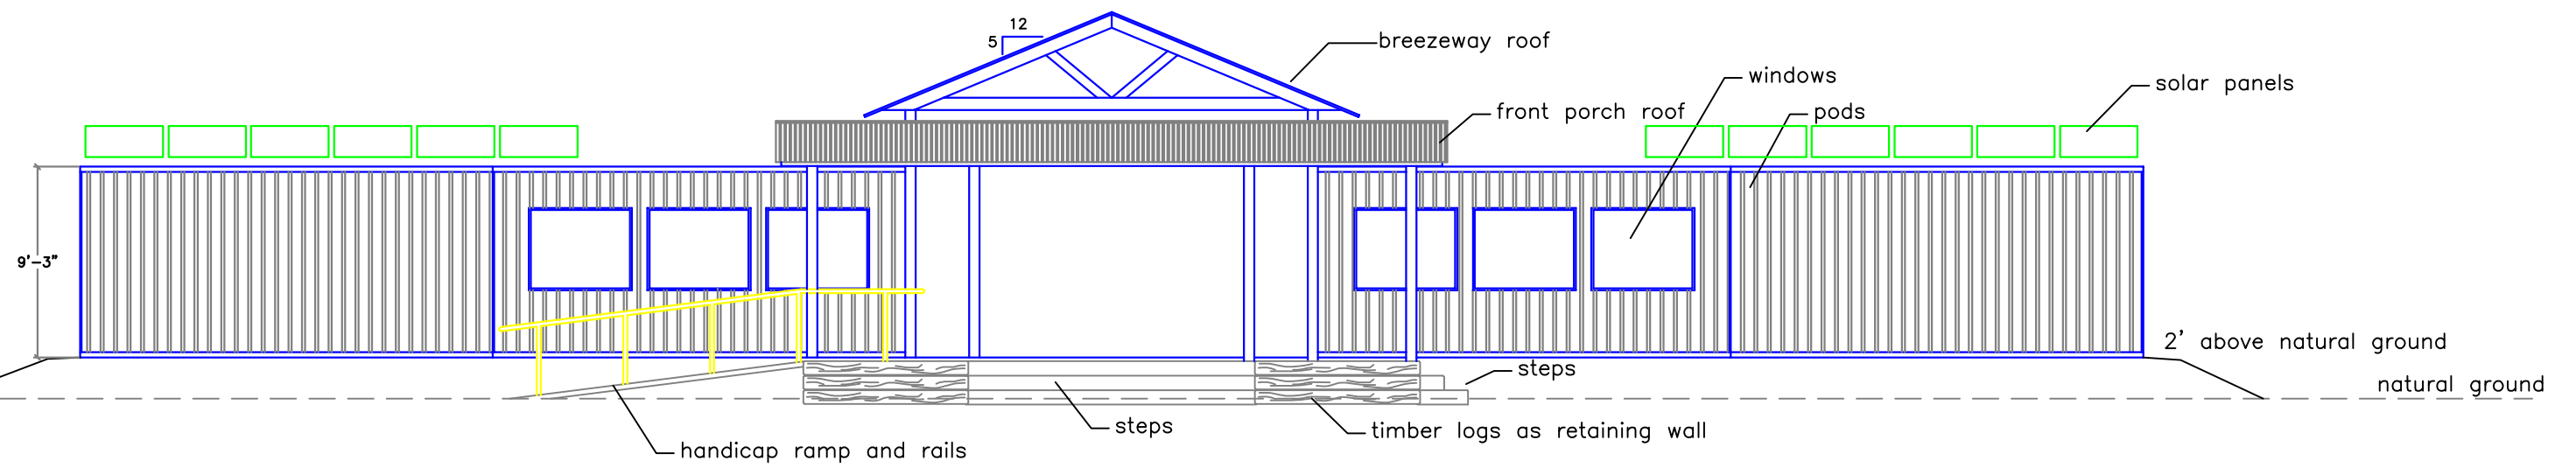 12
5
breezeway roof
windows
solar panels
front porch roof
pods
9'-3"
2' above natural ground
steps
natural ground
steps
timber logs as retaining wall
handicap ramp and rails